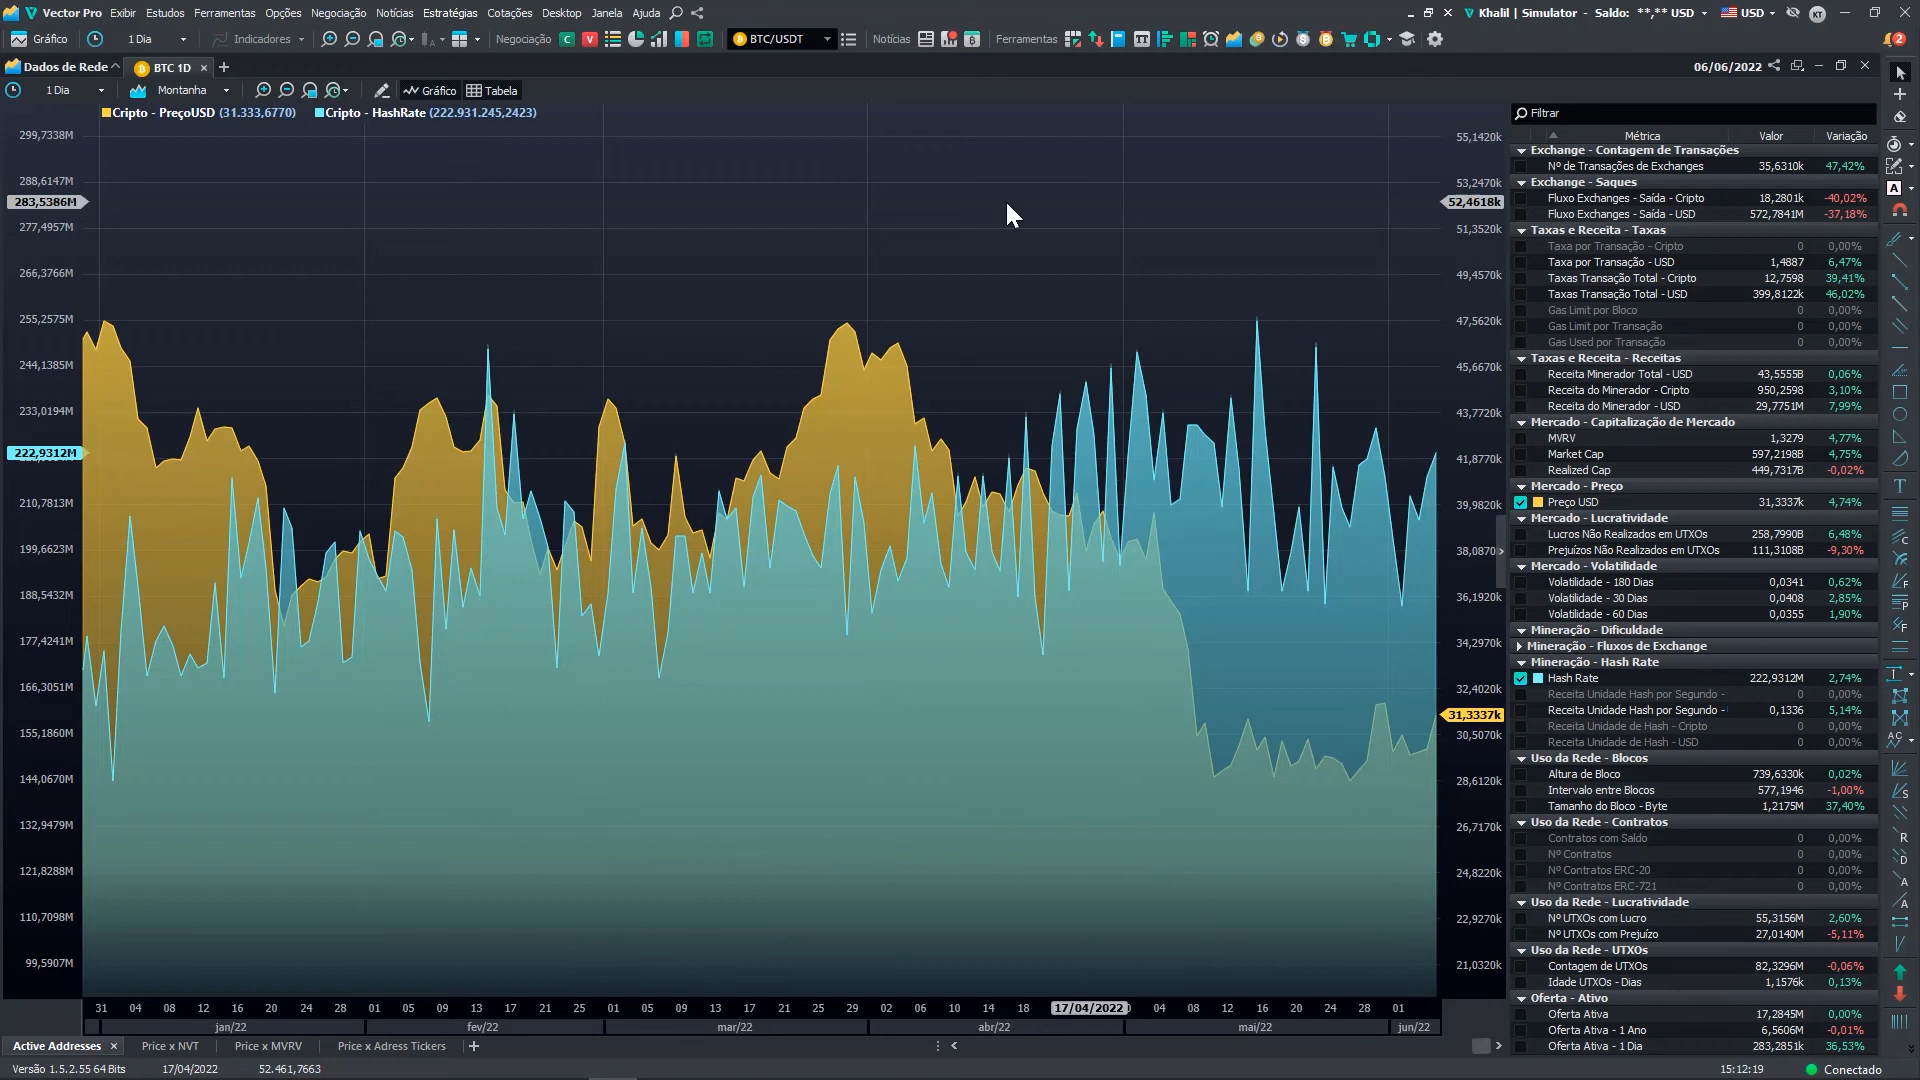 Vector Pro Exibir Estudos Ferramentas Opções Negociação Notícias Estratégias Cotações Desktop Janela Ajuda Khalil | Simulator - Saldo: **,** USD USD KT
Gráfico 1 Dia Indicadores Negociação C V BTC/USDT Notícias Ferramentas 2
Dados de Rede BTC 1D 06/06/2022
1 Dia Montanha Gráfico Tabela
Cripto - PreçoUSD (31.333,6770) Cripto - HashRate (222.931.245,2423)
299,7338M
288,6147M
283,5386M
277,4957M
266,3766M
255,2575M
244,1385M
233,0194M
222,9312M
210,7813M
199,6623M
188,5432M
177,4241M
166,3051M
155,1860M
144,0670M
132,9479M
121,8288M
110,7098M
99,5907M
55,1420k
53,2470k
52,4618k
51,3520k
49,4570k
47,5620k
45,6670k
43,7720k
41,8770k
39,9820k
38,0870k
36,1920k
34,2970k
32,4020k
31,3337k
30,5070k
28,6120k
26,7170k
24,8220k
22,9270k
21,0320k
31 04 08 12 16 20 24 28 01 05 09 13 17 21 25 01 05 09 13 17 21 25 29 02 06 10 14 18 17/04/2022 04 08 12 16 20 24 28 01
jan/22 fev/22 mar/22 abr/22 mai/22 jun/22
Filtrar
Métrica Valor Variação
Exchange - Contagem de Transações
Nº de Transações de Exchanges 35,6310k 47,42%
Exchange - Saques
Fluxo Exchanges - Saída - Cripto 18,2801k -40,02%
Fluxo Exchanges - Saída - USD 572,7841M -37,18%
Taxas e Receita - Taxas
Taxa por Transação - Cripto 0 0,00%
Taxa por Transação - USD 1,4887 6,47%
Taxas Transação Total - Cripto 12,7598 39,41%
Taxas Transação Total - USD 399,8122k 46,02%
Gas Limit por Bloco 0 0,00%
Gas Limit por Transação 0 0,00%
Gas Used por Transação 0 0,00%
Taxas e Receita - Receitas
Receita Minerador Total - USD 43,5555B 0,06%
Receita do Minerador - Cripto 950,2598 3,10%
Receita do Minerador - USD 29,7751M 7,99%
Mercado - Capitalização de Mercado
MVRV 1,3279 4,77%
Market Cap 597,2198B 4,75%
Realized Cap 449,7317B -0,02%
Mercado - Preço
Preço USD 31,3337k 4,74%
Mercado - Lucratividade
Lucros Não Realizados em UTXOs 258,7990B 6,48%
Prejuízos Não Realizados em UTXOs 111,3108B -9,30%
Mercado - Volatilidade
Volatilidade - 180 Dias 0,0341 0,62%
Volatilidade - 30 Dias 0,0408 2,85%
Volatilidade - 60 Dias 0,0355 1,90%
Mineração - Dificuldade
Mineração - Fluxos de Exchange
Mineração - Hash Rate
Hash Rate 222,9312M 2,74%
Receita Unidade Hash por Segundo - 0 0,00%
Receita Unidade Hash por Segundo - 0,1336 5,14%
Receita Unidade de Hash - Cripto 0 0,00%
Receita Unidade de Hash - USD 0 0,00%
Uso da Rede - Blocos
Altura de Bloco 739,6330k 0,02%
Intervalo entre Blocos 577,1946 -1,00%
Tamanho do Bloco - Byte 1,2175M 37,40%
Uso da Rede - Contratos
Contratos com Saldo 0 0,00%
Nº Contratos 0 0,00%
Nº Contratos ERC-20 0 0,00%
Nº Contratos ERC-721 0 0,00%
Uso da Rede - Lucratividade
Nº UTXOs com Lucro 55,3156M 2,60%
Nº UTXOs com Prejuízo 27,0140M -5,11%
Uso da Rede - UTXOs
Contagem de UTXOs 82,3296M -0,06%
Idade UTXOs - Dias 1,1576k 0,13%
Oferta - Ativo
Oferta Ativa 17,2845M 0,00%
Oferta Ativa - 1 Ano 6,5606M -0,01%
Oferta Ativa - 1 Dia 283,2851k 36,53%
Active Addresses Price x NVT Price x MVRV Price x Adress Tickers
Versão 1.5.2.55 64 Bits 17/04/2022 52.461,7663 15:12:19 Conectado